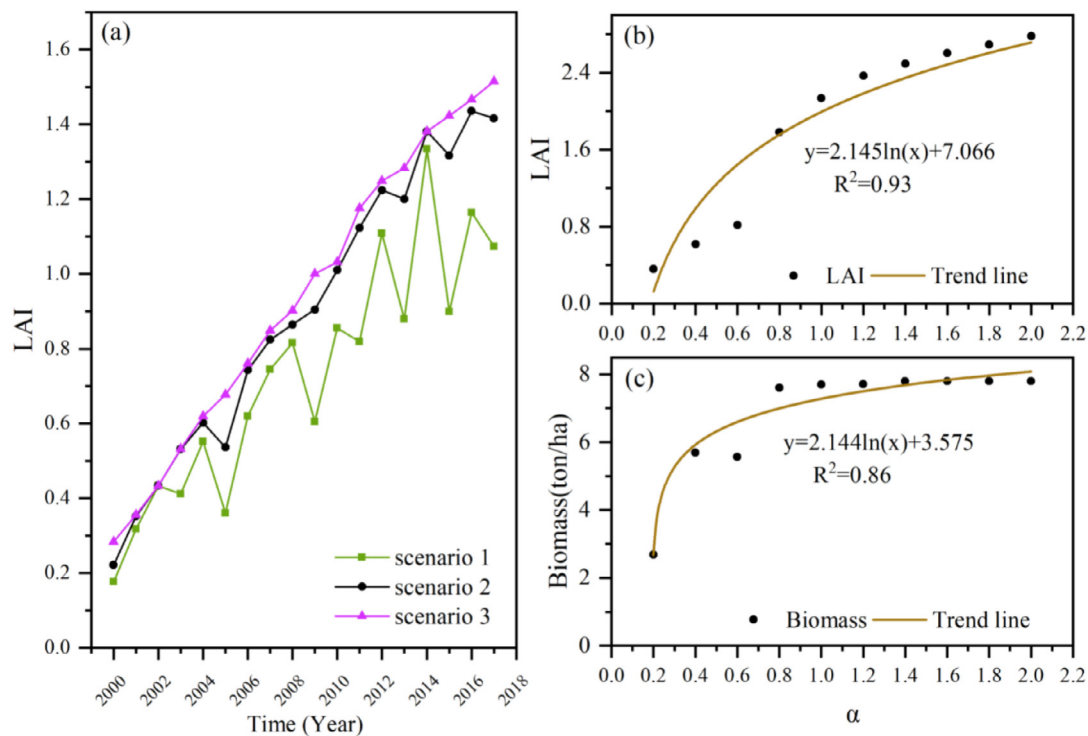 (a)
LAI
1.6
1.4
1.2
1.0
0.8
0.6
0.4
0.2
0.0
scenario 1
scenario 2
scenario 3
2000
2002
2004
2006
2008
2010
2012
2014
2016
2018
Time (Year)
(b)
LAI
2.4
1.6
0.8
0.0
y=2.145ln(x)+7.066
R²=0.93
LAI Trend line
0.0 0.2 0.4 0.6 0.8 1.0 1.2 1.4 1.6 1.8 2.0 2.2
(c)
Biomass(ton/ha)
8
6
4
2
0
y=2.144ln(x)+3.575
R²=0.86
Biomass Trend line
0.0 0.2 0.4 0.6 0.8 1.0 1.2 1.4 1.6 1.8 2.0 2.2
α